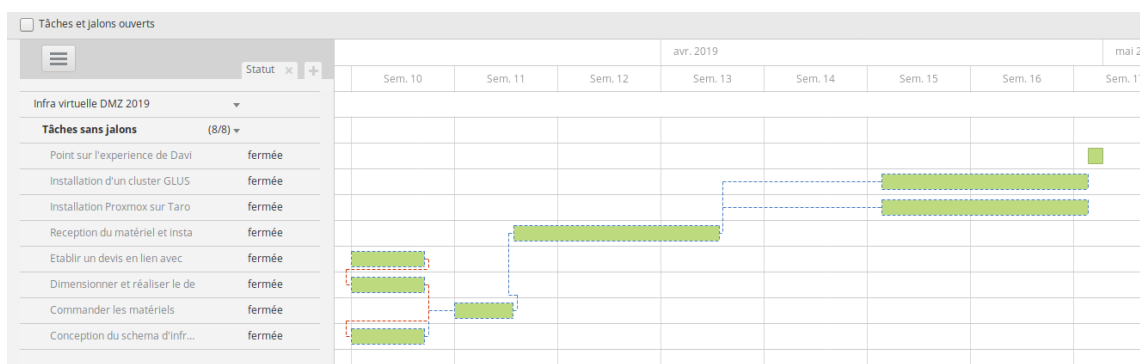 Tâches et jalons ouverts
avr. 2019
mai 2
Statut
Sem. 10 Sem. 11 Sem. 12 Sem. 13 Sem. 14 Sem. 15 Sem. 16 Sem. 17
Infra virtuelle DMZ 2019
Tâches sans jalons (8/8)
Point sur l'experience de Davi fermée
Installation d'un cluster GLUS fermée
Installation Proxmox sur Taro fermée
Reception du matériel et insta fermée
Etablir un devis en lien avec fermée
Dimensionner et réaliser le de fermée
Commander les matériels fermée
Conception du schema d'infr... fermée